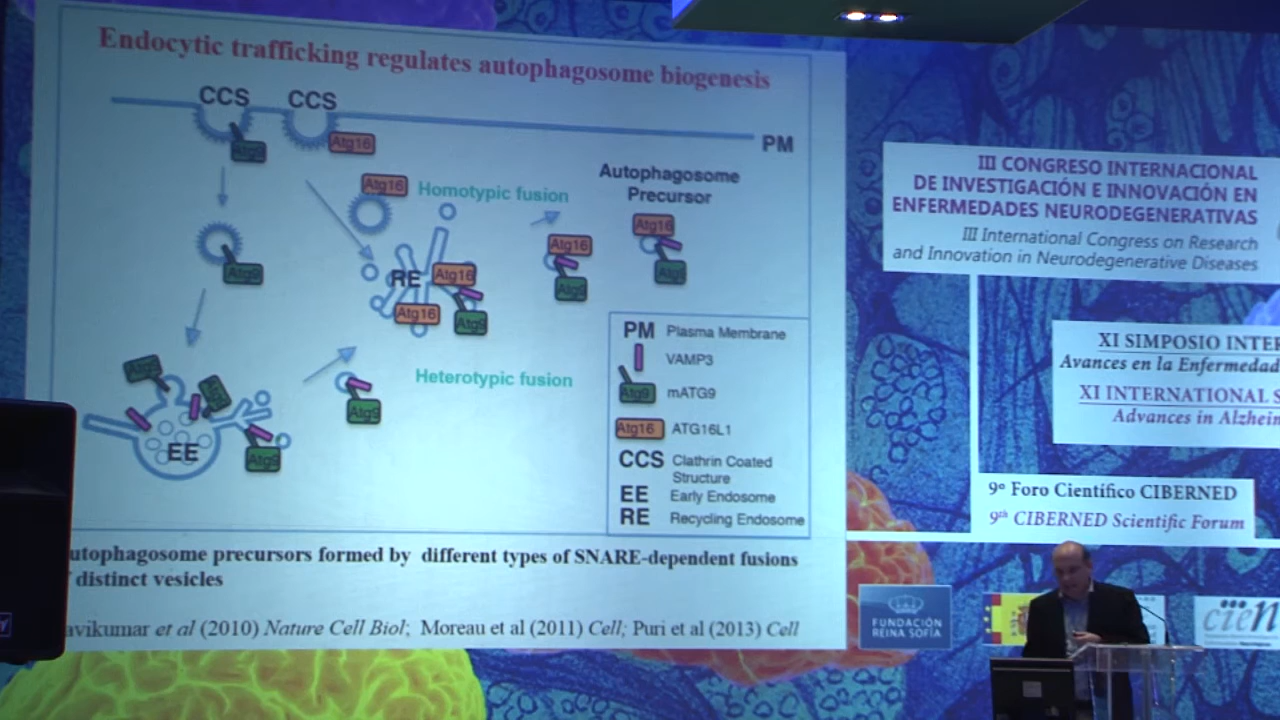 Endocytic trafficking regulates autophagosome biogenesis
CCS
CCS
PM
Atg9
Atg16
Atg16
Homotypic fusion
Autophagosome
Precursor
Atg16
Atg9
Atg9
RE
Atg16
Atg16
Atg9
Atg16
Atg9
Heterotypic fusion
Atg9
Atg9
EE
Atg9
PM Plasma Membrane
VAMP3
Atg9 mATG9
Atg16 ATG16L1
CCS Clathrin Coated
Structure
EE Early Endosome
RE Recycling Endosome
utophagosome precursors formed by different types of SNARE-dependent fusions
distinct vesicles
avikumar et al (2010) Nature Cell Biol; Moreau et al (2011) Cell; Puri et al (2013) Cell
III CONGRESO INTERNACIONAL
DE INVESTIGACIÓN E INNOVACIÓN EN
ENFERMEDADES NEURODEGENERATIVAS
III International Congress on Research
and Innovation in Neurodegenerative Diseases
XI SIMPOSIO INTER
Avances en la Enfermedad
XI INTERNATIONAL S
Advances in Alzhein
9º Foro Científico CIBERNED
9th CIBERNED Scientific Forum
FUNDACIÓN
REINA SOFÍA
cien